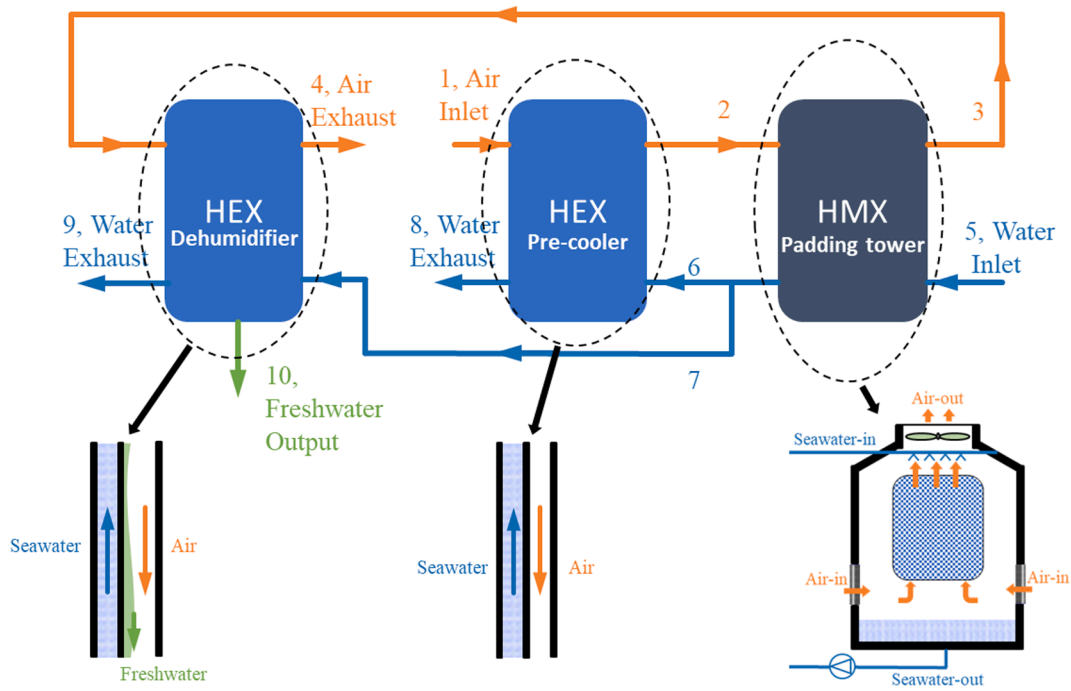 4, Air
Exhaust
1, Air
Inlet
2
3
HEX
Dehumidifier
HEX
Pre-cooler
HMX
Padding tower
9, Water
Exhaust
8, Water
Exhaust
6
5, Water
Inlet
7
10,
Freshwater
Output
Air-out
Seawater-in
Seawater
Air
Seawater
Air
Air-in
Air-in
Freshwater
Seawater-out